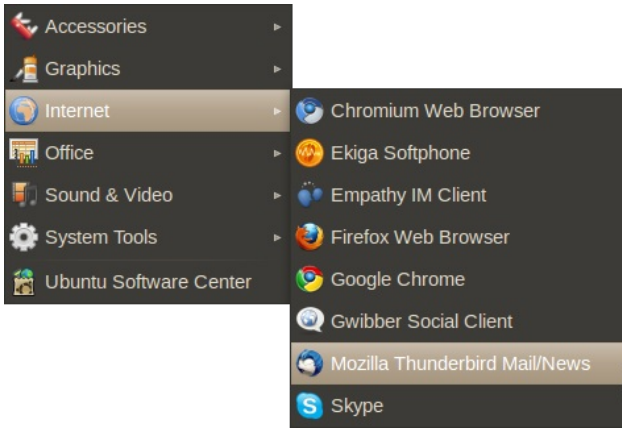 Accessories
Graphics
Internet
Office
Sound & Video
System Tools
Ubuntu Software Center
Chromium Web Browser
Ekiga Softphone
Empathy IM Client
Firefox Web Browser
Google Chrome
Gwibber Social Client
Mozilla Thunderbird Mail/News
Skype